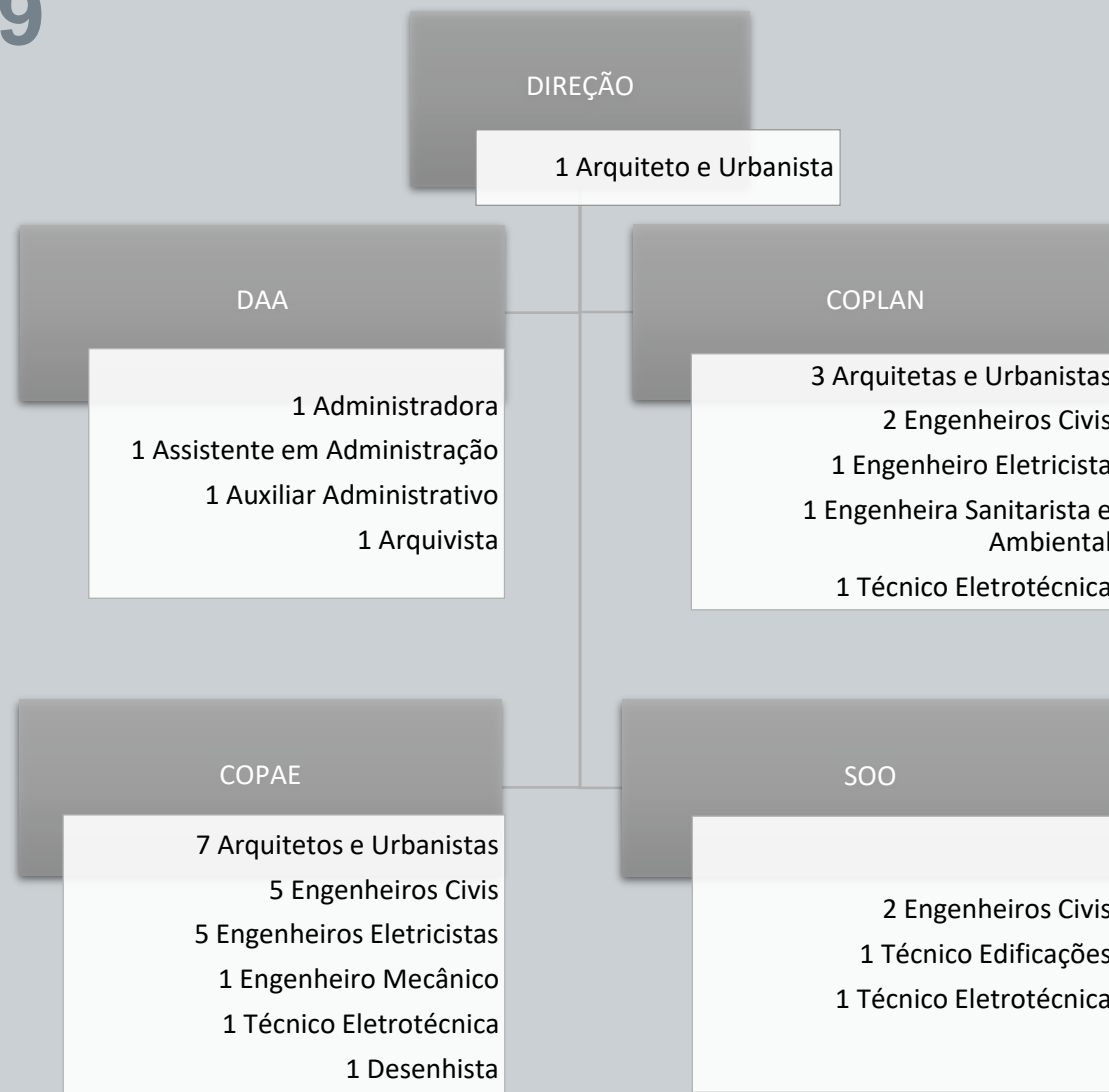 9
DIREÇÃO
1 Arquiteto e Urbanista
DAA
1 Administradora
1 Assistente em Administração
1 Auxiliar Administrativo
1 Arquivista
COPLAN
3 Arquitetas e Urbanistas
2 Engenheiros Civis
1 Engenheiro Eletricista
1 Engenheira Sanitarista e
Ambiental
1 Técnico Eletrotécnica
COPAE
7 Arquitetos e Urbanistas
5 Engenheiros Civis
5 Engenheiros Eletricistas
1 Engenheiro Mecânico
1 Técnico Eletrotécnica
1 Desenhista
SOO
2 Engenheiros Civis
1 Técnico Edificações
1 Técnico Eletrotécnica